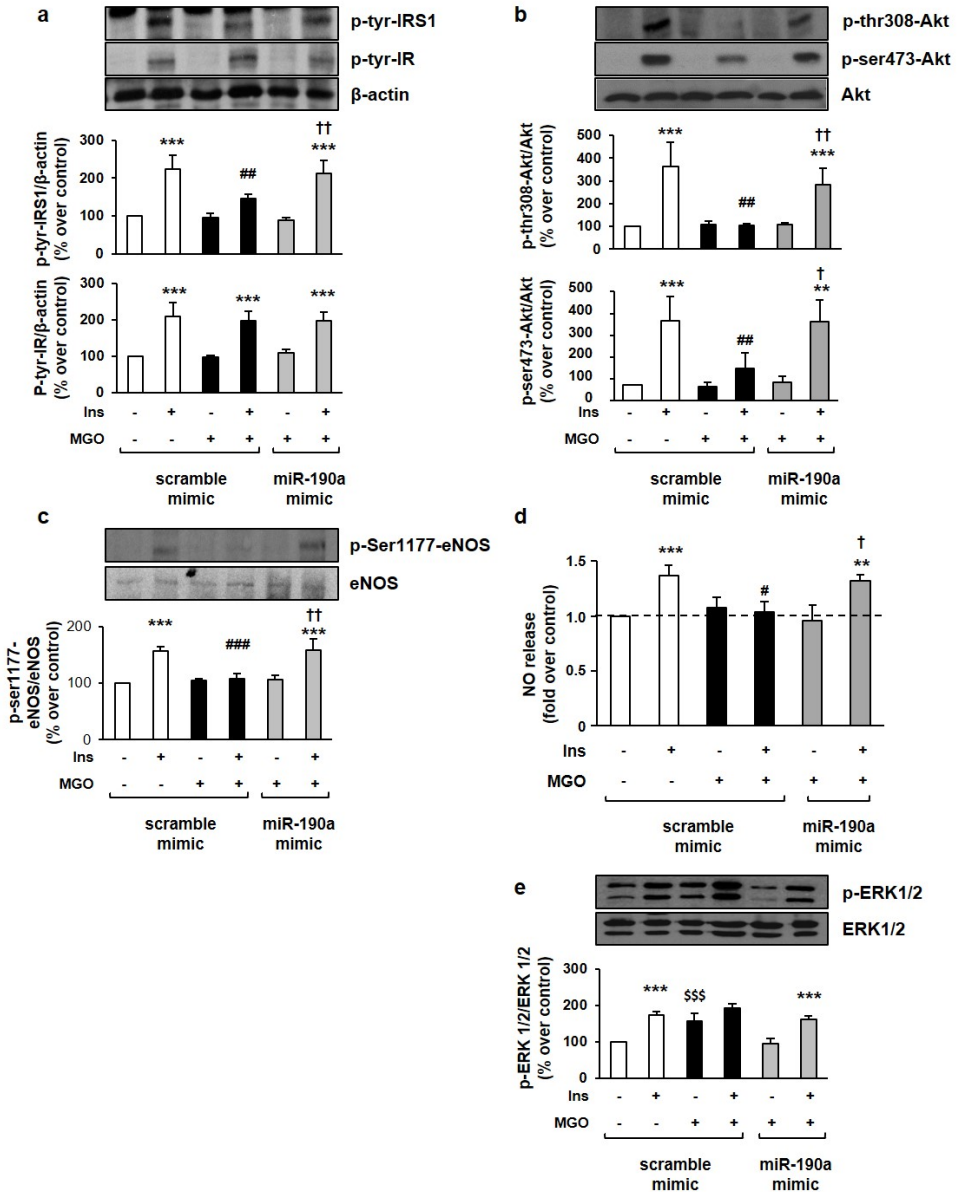 a
p-tyr-IRS1
p-tyr-IR
β-actin
p-tyr-IRS1/β-actin
(% over control)
300
200
100
0
***
##
††
***
P-tyr-IR/β-actin
(% over control)
300
200
100
0
***
***
***
Ins - + - + - +
MGO - - + + + +
scramble
mimic
miR-190a
mimic
b
p-thr308-Akt
p-ser473-Akt
Akt
p-thr308-Akt/Akt
(% over control)
500
400
300
200
100
0
***
##
††
***
p-ser473-Akt/Akt
(% over control)
400
300
200
100
0
***
##
†
**
Ins - + - + - +
MGO - - + + + +
scramble
mimic
miR-190a
mimic
c
p-Ser1177-eNOS
eNOS
p-ser1177-
eNOS/eNOS
(% over control)
200
100
0
***
###
††
***
Ins - + - + - +
MGO - - + + + +
scramble
mimic
miR-190a
mimic
d
NO release
(fold over control)
1.5
1.0
0.5
0
***
#
†
**
Ins - + - + - +
MGO - - + + + +
scramble
mimic
miR-190a
mimic
e
p-ERK1/2
ERK1/2
p-ERK 1/2/ERK 1/2
(% over control)
300
200
100
0
***
$$$
***
Ins - + - + - +
MGO - - + + + +
scramble
mimic
miR-190a
mimic